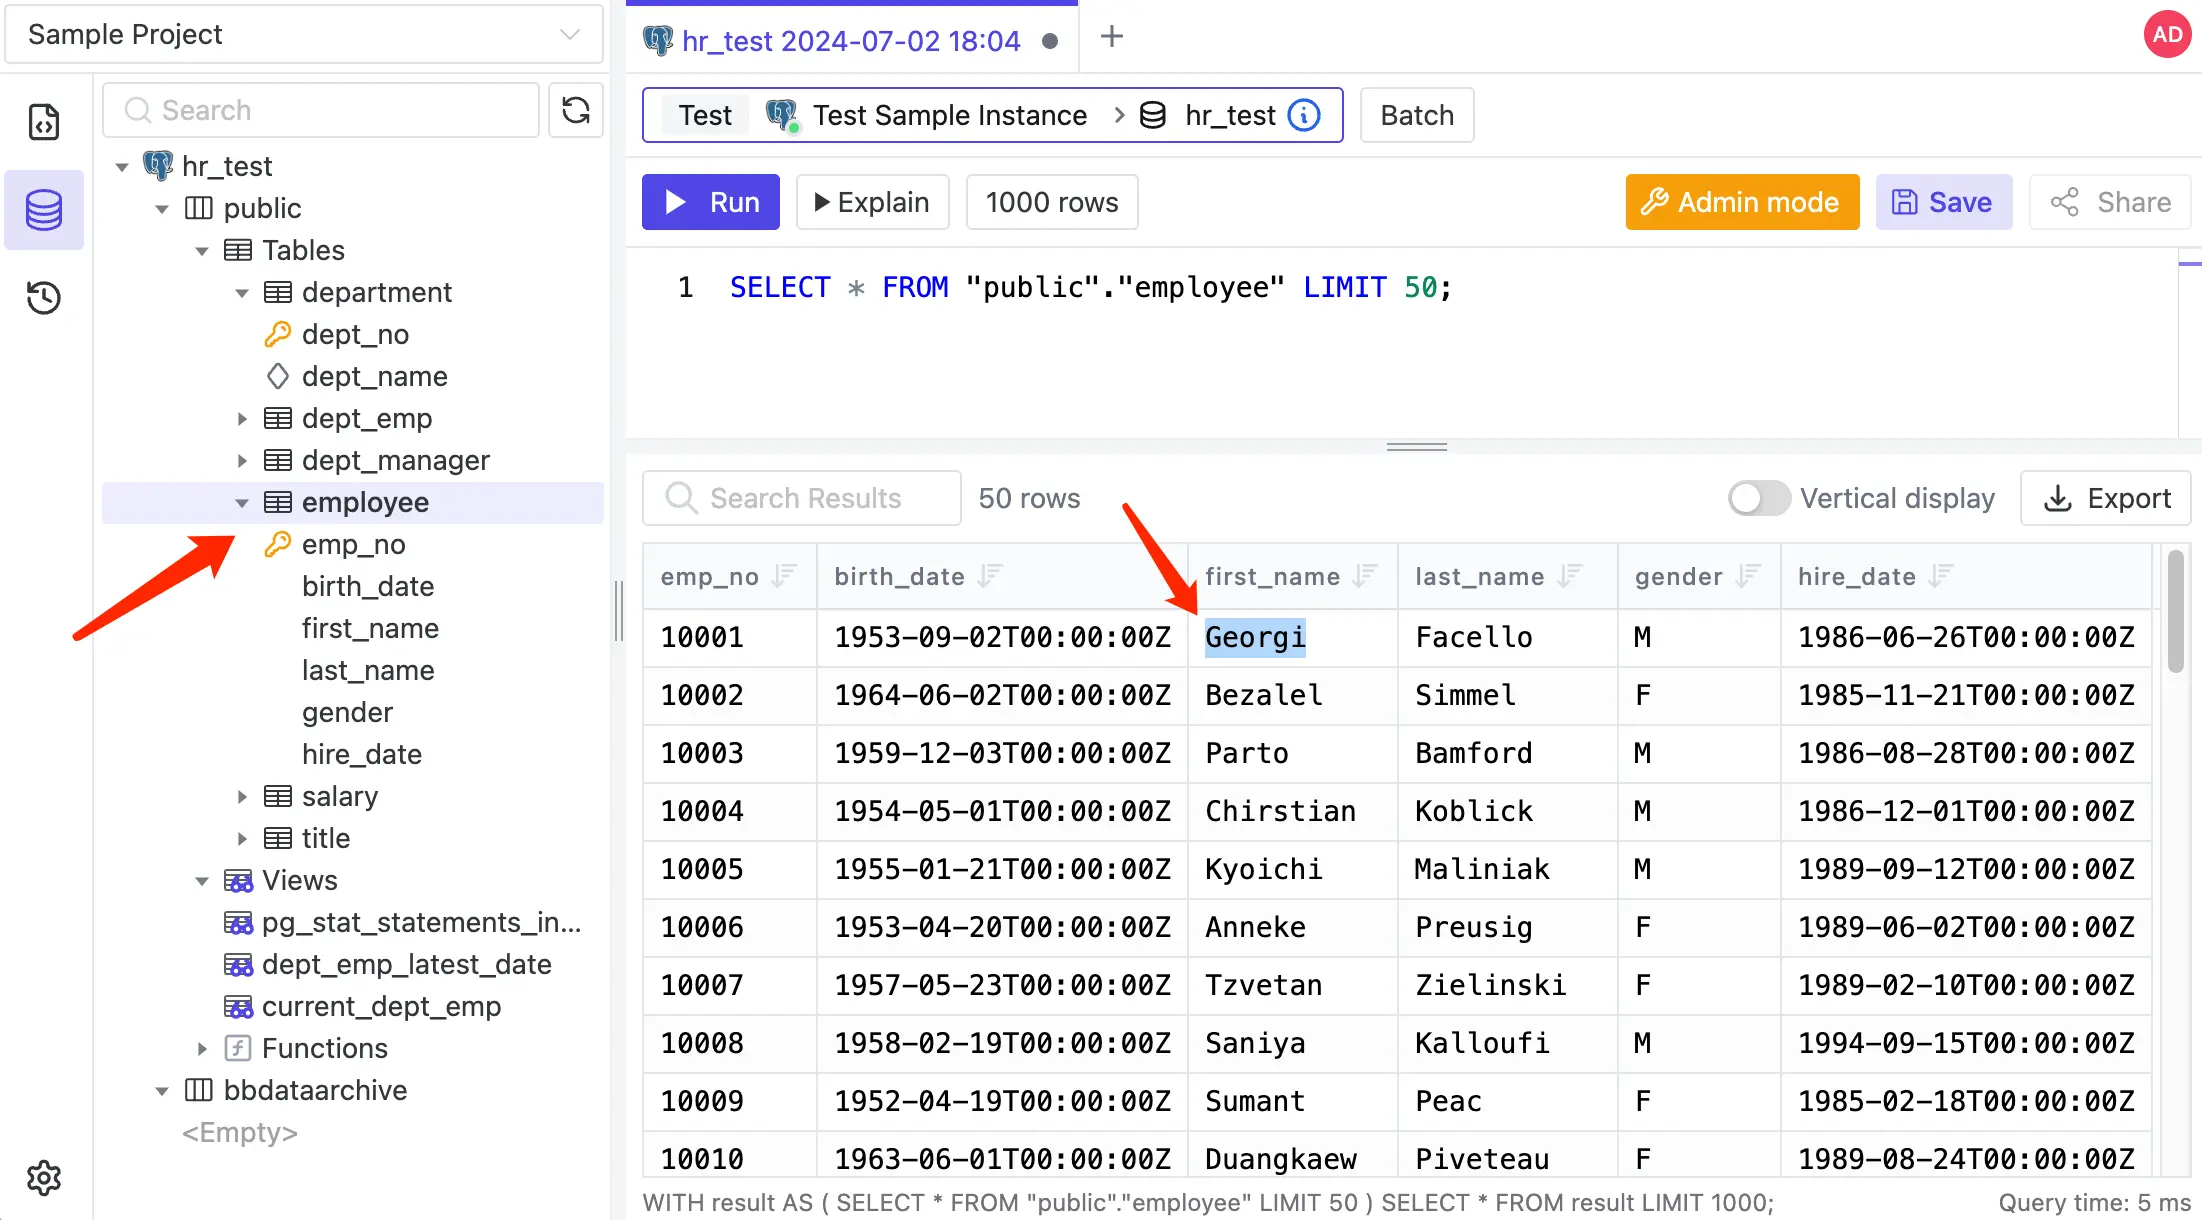 Sample Project
hr_test 2024-07-02 18:04
AD
Search
Test Test Sample Instance hr_test
Batch
Run
Explain
1000 rows
Admin mode
Save
Share
hr_test
public
Tables
department
dept_no
dept_name
dept_emp
dept_manager
employee
emp_no
birth_date
first_name
last_name
gender
hire_date
salary
title
Views
pg_stat_statements_in...
dept_emp_latest_date
current_dept_emp
Functions
bbdataarchive
<Empty>
1 SELECT * FROM "public"."employee" LIMIT 50;
Search Results 50 rows Vertical display Export
emp_no birth_date first_name last_name gender hire_date
10001 1953-09-02T00:00:00Z Georgi Facello M 1986-06-26T00:00:00Z
10002 1964-06-02T00:00:00Z Bezalel Simmel F 1985-11-21T00:00:00Z
10003 1959-12-03T00:00:00Z Parto Bamford M 1986-08-28T00:00:00Z
10004 1954-05-01T00:00:00Z Chirstian Koblick M 1986-12-01T00:00:00Z
10005 1955-01-21T00:00:00Z Kyoichi Maliniak M 1989-09-12T00:00:00Z
10006 1953-04-20T00:00:00Z Anneke Preusig F 1989-06-02T00:00:00Z
10007 1957-05-23T00:00:00Z Tzvetan Zielinski F 1989-02-10T00:00:00Z
10008 1958-02-19T00:00:00Z Saniya Kalloufi M 1994-09-15T00:00:00Z
10009 1952-04-19T00:00:00Z Sumant Peac F 1985-02-18T00:00:00Z
10010 1963-06-01T00:00:00Z Duangkaew Piveteau F 1989-08-24T00:00:00Z
WITH result AS ( SELECT * FROM "public"."employee" LIMIT 50 ) SELECT * FROM result LIMIT 1000; Query time: 5 ms